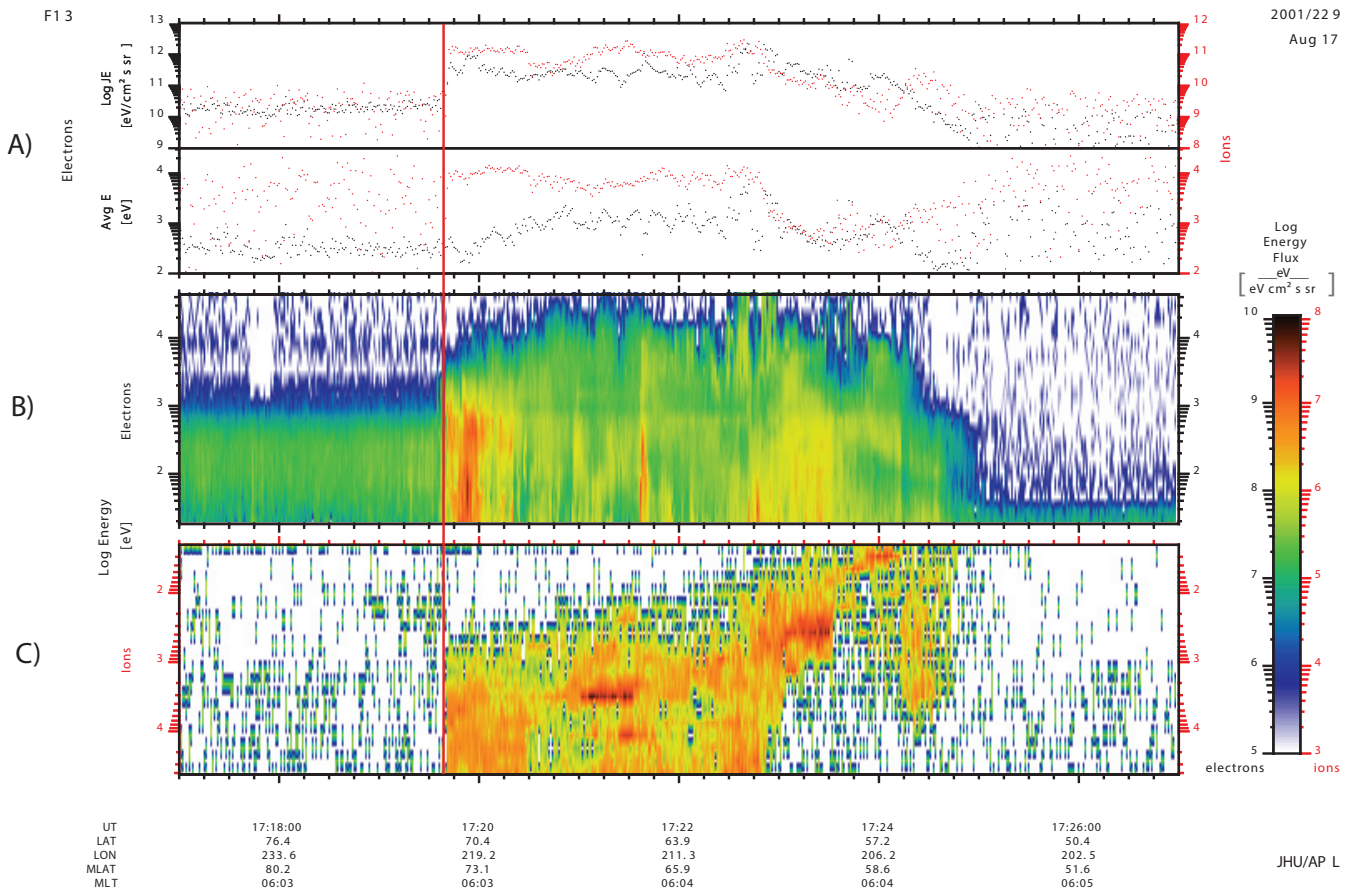 F13
2001/229
Aug 17
A)
Electrons
Log JE
[eV/cm² s sr]
13
12
11
10
9
12
11
10
9
8
Ions
Avg E
[eV]
4
3
2
4
3
2
B)
Electrons
4
3
2
4
3
2
Log Energy
[eV]
C)
Ions
2
3
4
2
3
4
Log
Energy
Flux
[ eV
eV cm² s sr ]
10
9
8
7
6
5
8
7
6
5
4
3
electrons ions
UT 17:18:00 17:20 17:22 17:24 17:26:00
LAT 76.4 70.4 63.9 57.2 50.4
LON 233.6 219.2 211.3 206.2 202.5
MLAT 80.2 73.1 65.9 58.6 51.6
MLT 06:03 06:03 06:04 06:04 06:05
JHU/APL